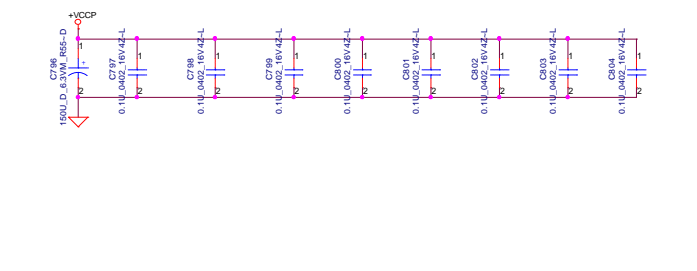 +VCCP
C796
150U_D_6.3VM_R55~D
1
2
+
C797
0.1U_0402_16V4Z~L
1
2
C798
0.1U_0402_16V4Z~L
1
2
C799
0.1U_0402_16V4Z~L
1
2
C800
0.1U_0402_16V4Z~L
1
2
C801
0.1U_0402_16V4Z~L
1
2
C802
0.1U_0402_16V4Z~L
1
2
C803
0.1U_0402_16V4Z~L
1
2
C804
0.1U_0402_16V4Z~L
1
2